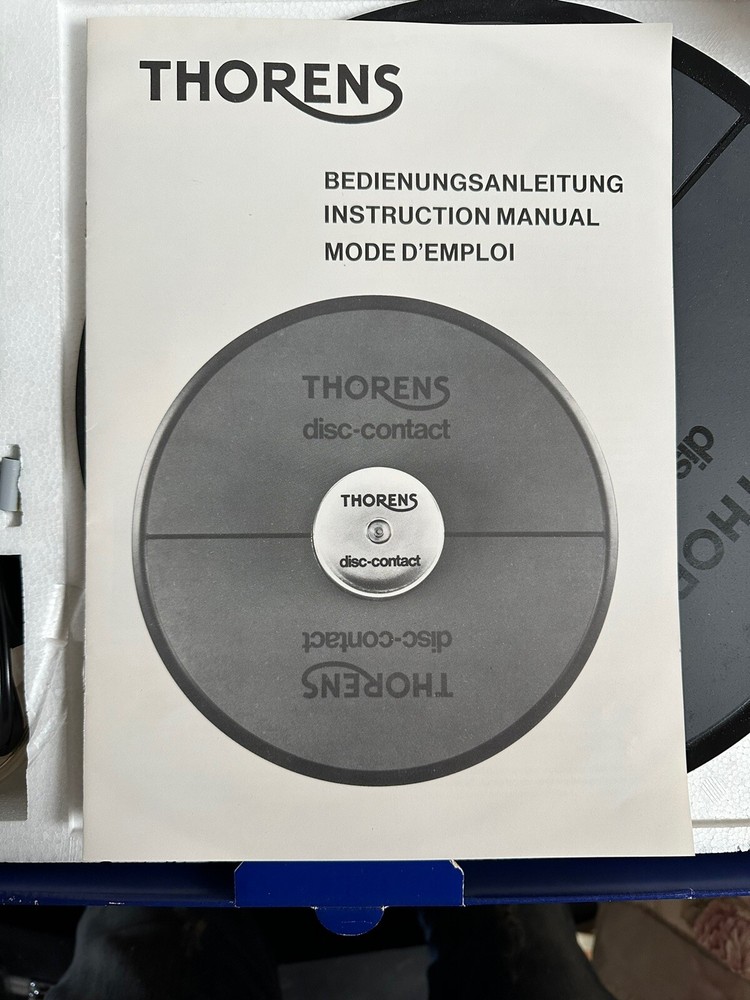 THORENS
BEDIENUNGSANLEITUNG
INSTRUCTION MANUAL
MODE D'EMPLOI
THORENS
disc-contact
THORENS
disc-contact
disc-contact
THORENS